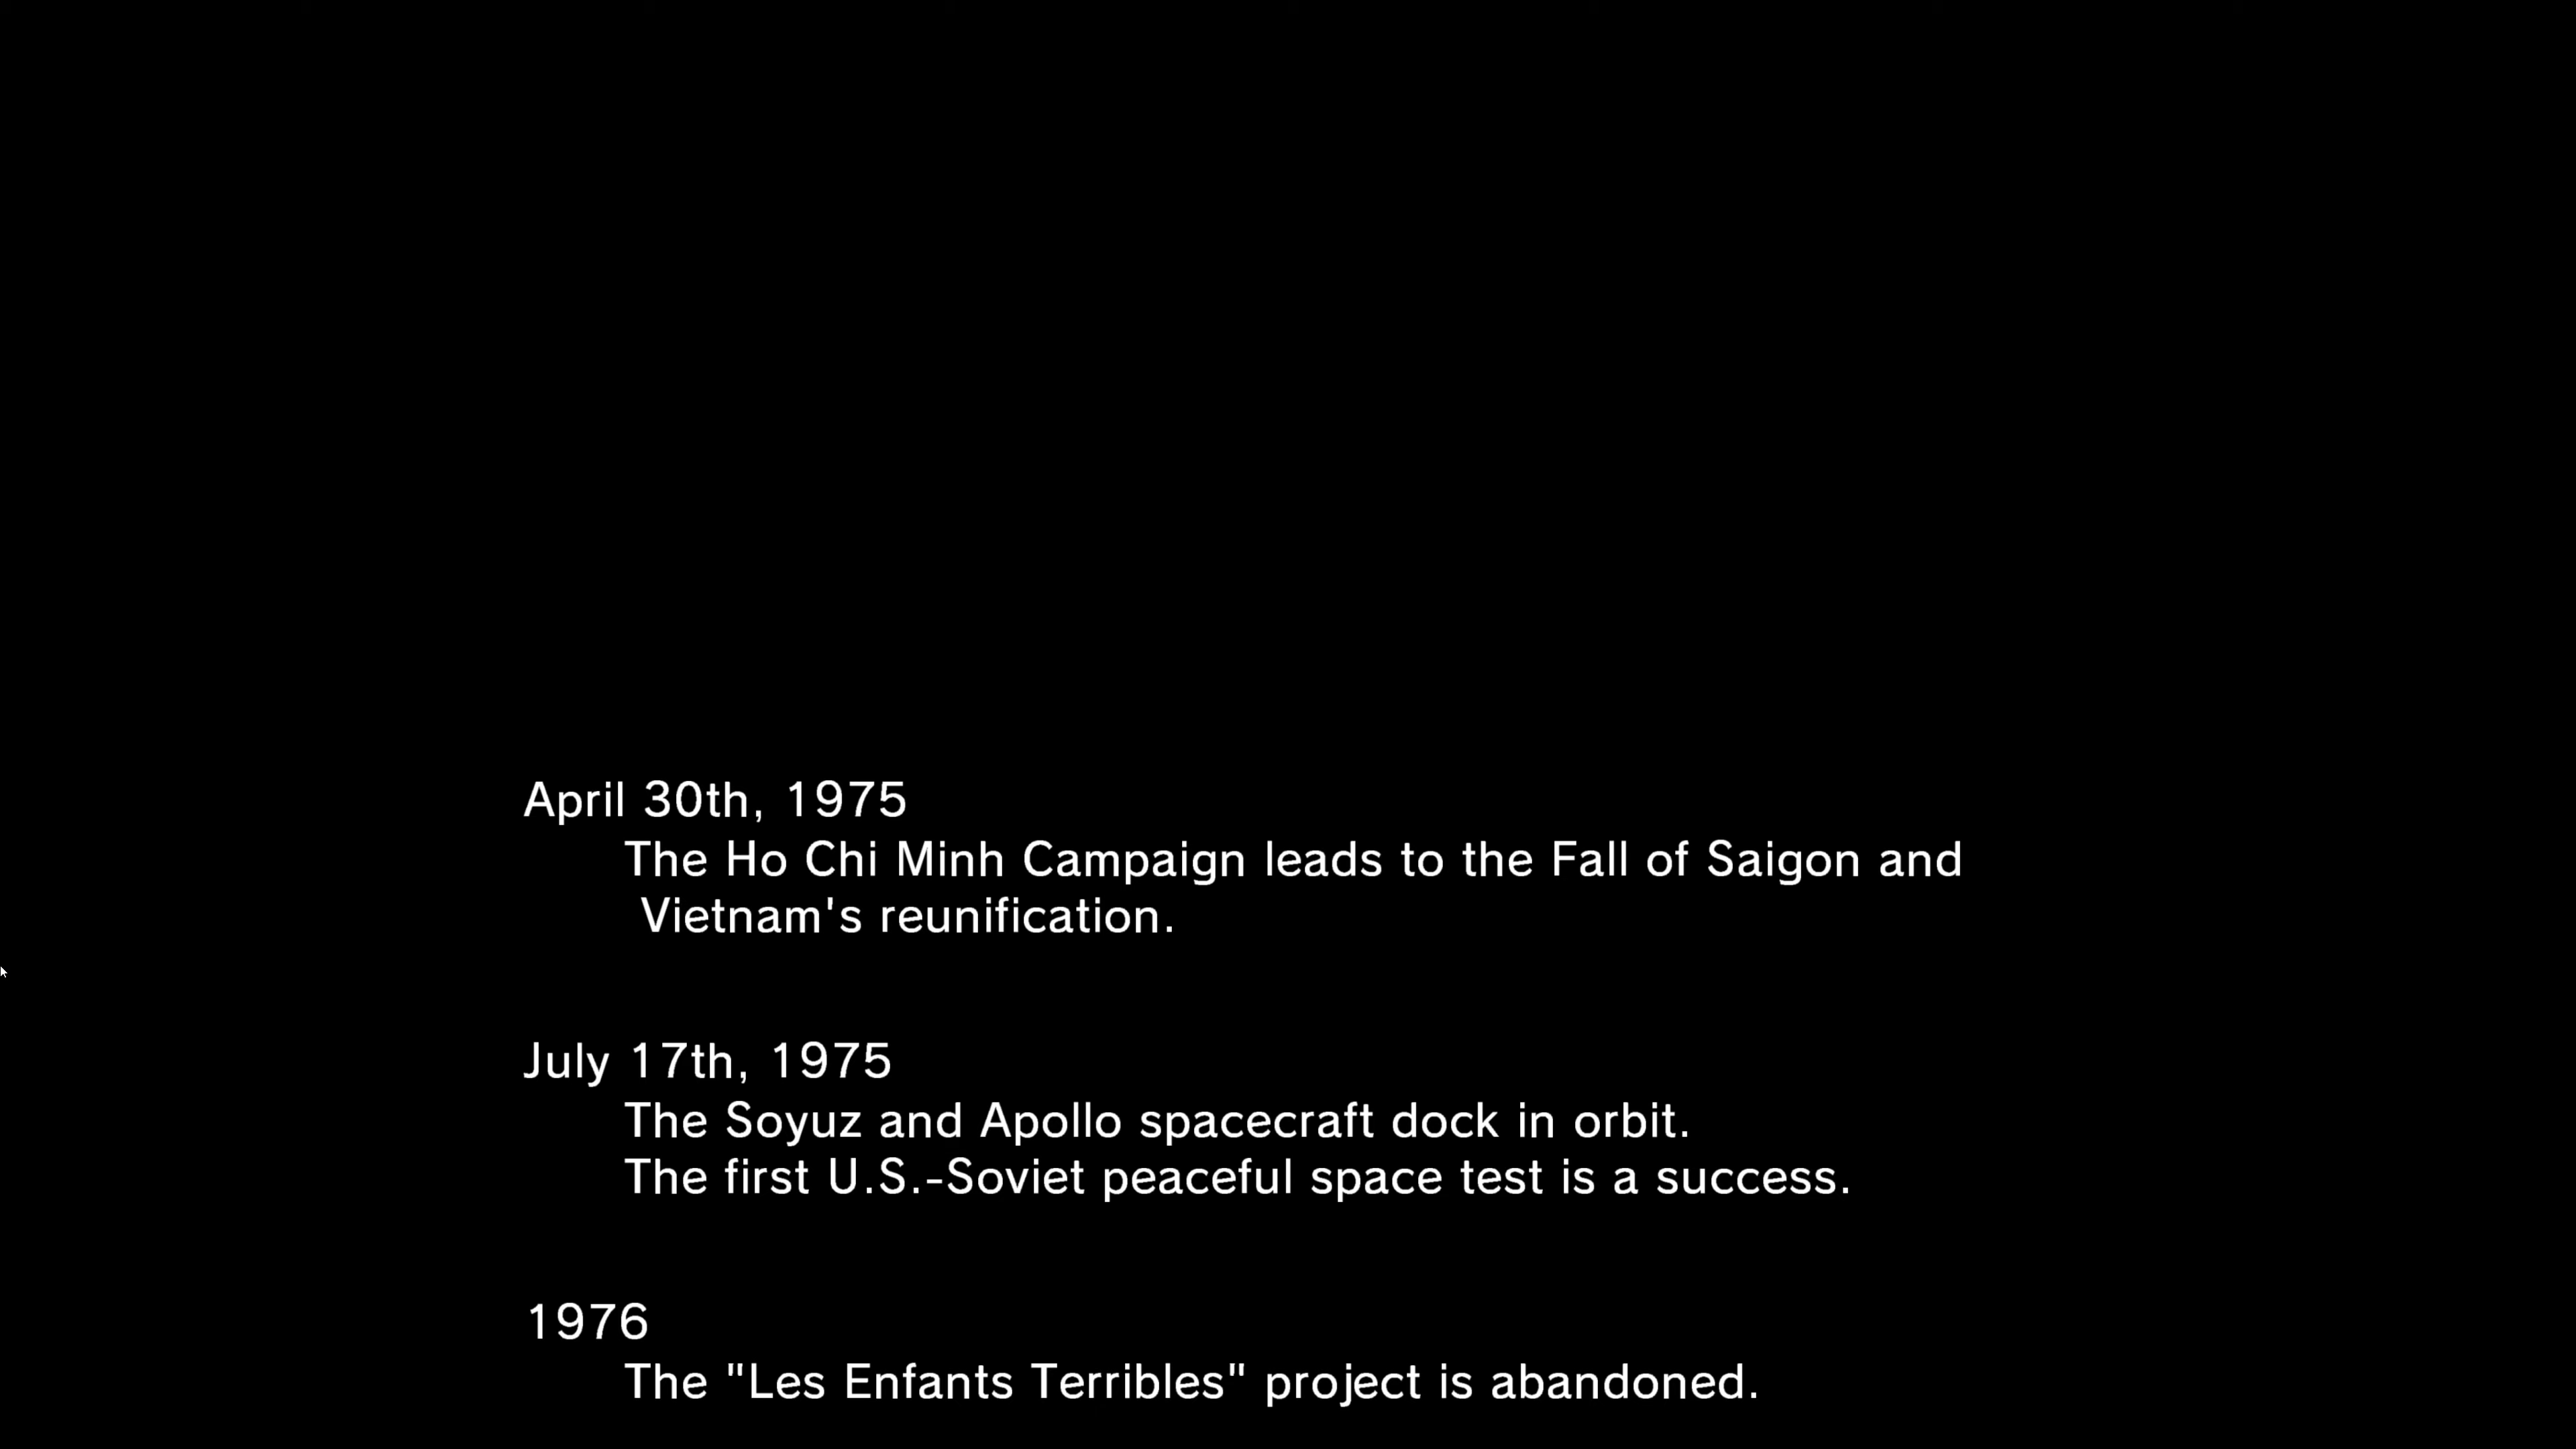 April 30th, 1975
The Ho Chi Minh Campaign leads to the Fall of Saigon and
Vietnam's reunification.
July 17th, 1975
The Soyuz and Apollo spacecraft dock in orbit.
The first U.S.-Soviet peaceful space test is a success.
1976
The "Les Enfants Terribles" project is abandoned.